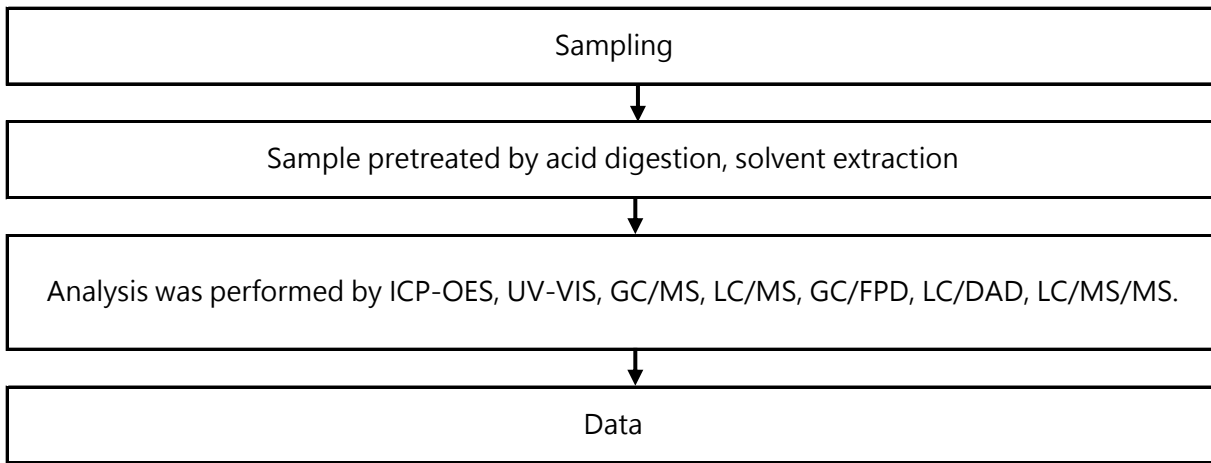 Sampling
Sample pretreated by acid digestion, solvent extraction
Analysis was performed by ICP-OES, UV-VIS, GC/MS, LC/MS, GC/FPD, LC/DAD, LC/MS/MS.
Data